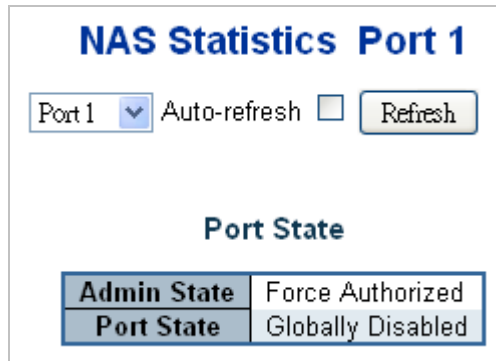 NAS Statistics Port 1
Port 1 Auto-refresh Refresh
Port State
Admin State Force Authorized
Port State Globally Disabled